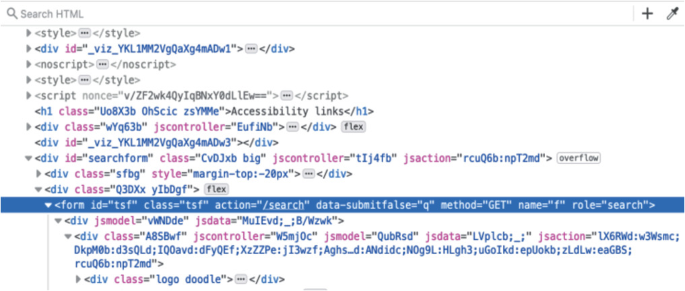 Search HTML
<style> ··· </style>
<div id="_viz_YKL1MM2VgQaXg4mADw1"> ··· </div>
<noscript> ··· </noscript>
<style> ··· </style>
<script nonce="v/ZF2wk4QyIqBNxY0dLlEw=="> ··· </script>
<h1 class="Uo8X3b OhScic zsYMMe">Accessibility links</h1>
<div class="wYq63b" jscontroller="EufiNb"> ··· </div> flex
<div id="_viz_YKL1MM2VgQaXg4mADw3"></div>
<div id="searchform" class="CvDJxb big" jscontroller="tIj4fb" jsaction="rcuQ6b:npT2md"> overflow
<div class="sfbg" style="margin-top:-20px"> ··· </div>
<div class="Q3DXx yIbDgf"> flex
<form id="tsf" class="tsf" action="/search" data-submitfalse="q" method="GET" name="f" role="search">
<div jsmodel="vWNDde" jsdata="MuIEvd;_;B/Wzwk">
<div class="A8SBwf" jscontroller="W5mjOc" jsmodel="QubRsd" jsdata="LVplcb;_;" jsaction="lX6RWd:w3Wsmc;
DkpM0b:d3sQLd;IQOavd:dFyQEf;XzZZPe:jI3wzf;Aghs…d:ANdidc;NOg9L:HLgh3;uGoIkd:epUokb;zLdLw:eaGBS;
rcuQ6b:npT2md">
<div class="logo doodle"> ··· </div>